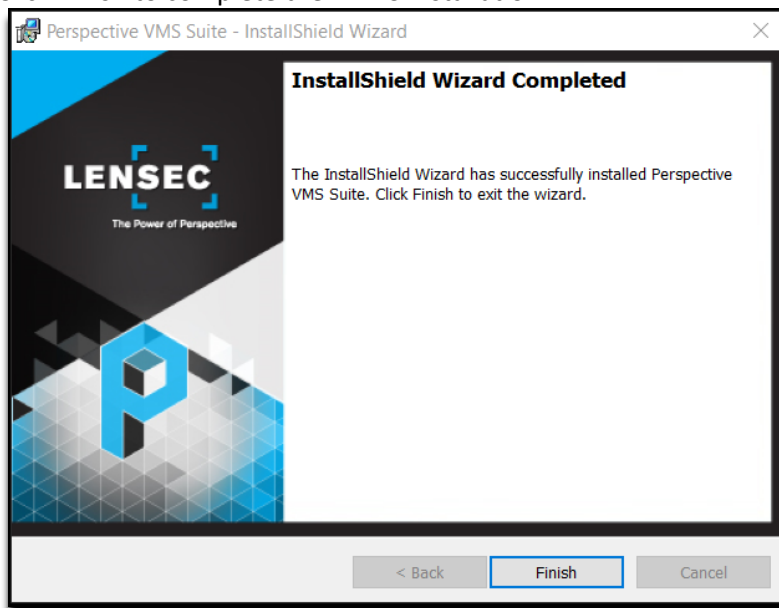 Perspective VMS Suite - InstallShield Wizard
InstallShield Wizard Completed
LENSEC
The Power of Perspective
The InstallShield Wizard has successfully installed Perspective
VMS Suite. Click Finish to exit the wizard.
< Back
Finish
Cancel